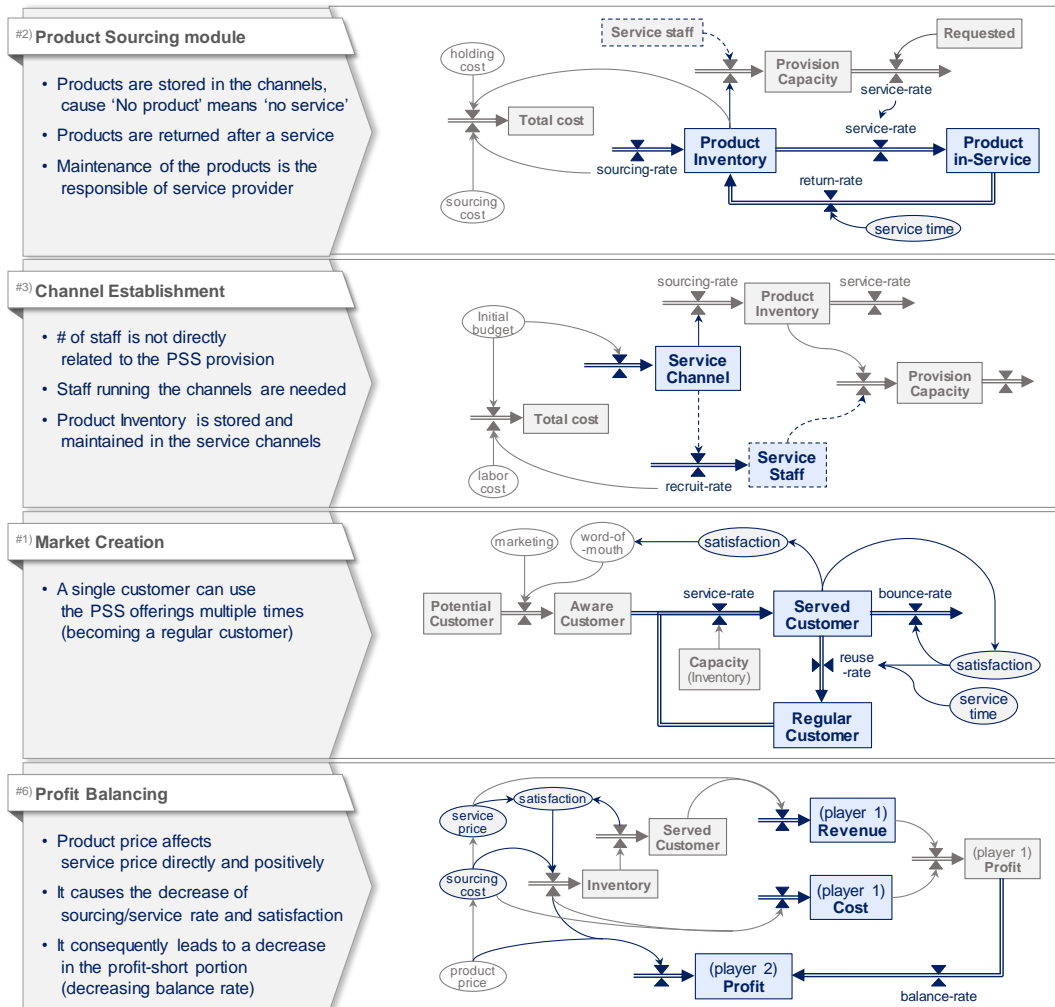 #2) Product Sourcing module
• Products are stored in the channels,
cause ‘No product’ means ‘no service’
• Products are returned after a service
• Maintenance of the products is the
responsible of service provider
Service staff
Requested
holding
cost
Provision
Capacity
service-rate
Total cost
service-rate
Product
Inventory
Product
in-Service
sourcing-rate
return-rate
sourcing
cost
service time
#3) Channel Establishment
• # of staff is not directly
related to the PSS provision
• Staff running the channels are needed
• Product Inventory is stored and
maintained in the service channels
sourcing-rate
service-rate
Product
Inventory
Initial
budget
Service
Channel
Provision
Capacity
Total cost
Service
Staff
labor
cost
recruit-rate
#1) Market Creation
• A single customer can use
the PSS offerings multiple times
(becoming a regular customer)
marketing
word-of
-mouth
satisfaction
service-rate
bounce-rate
Potential
Customer
Aware
Customer
Served
Customer
Capacity
(Inventory)
reuse
-rate
satisfaction
service
time
Regular
Customer
#6) Profit Balancing
• Product price affects
service price directly and positively
• It causes the decrease of
sourcing/service rate and satisfaction
• It consequently leads to a decrease
in the profit-short portion
(decreasing balance rate)
satisfaction
service
price
Served
Customer
(player 1)
Revenue
(player 1)
Profit
sourcing
cost
Inventory
(player 1)
Cost
product
price
(player 2)
Profit
balance-rate